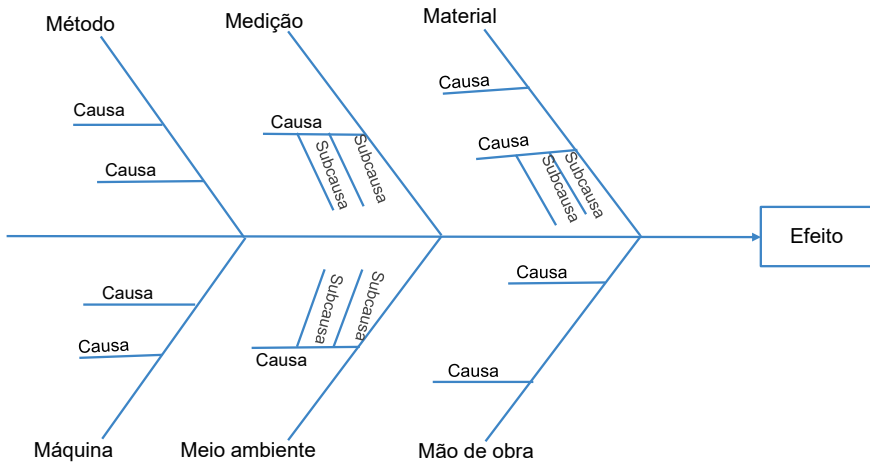 Método
Medição
Material
Causa
Causa
Causa
Subcausa
Subcausa
Causa
Causa
Subcausa
Subcausa
Efeito
Causa
Causa
Subcausa
Subcausa
Causa
Causa
Causa
Máquina
Meio ambiente
Mão de obra